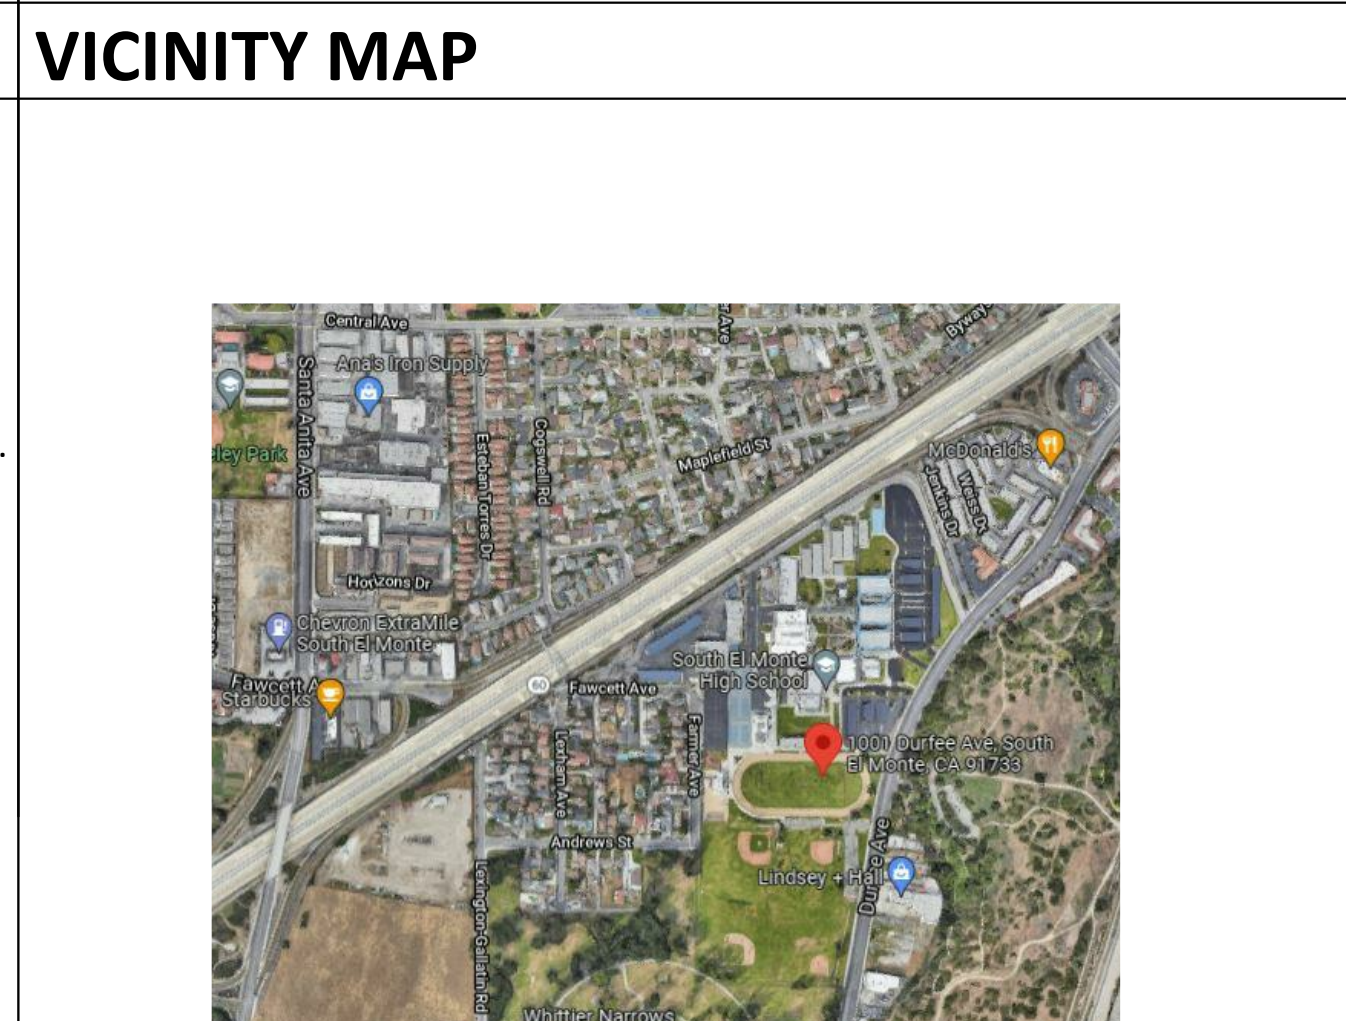 VICINITY MAP
Central Ave
Byway
Ana's Iron Supply
Santa Anita Ave
Esteban Torres Dr
Cogswell Rd
Maplefield St
McDonald's
Jenkins Dr
Weiss Dr
Park
Horizons Dr
Chevron ExtraMile
South El Monte
Fawcett A
Starbucks
60
Fawcett Ave
South El Monte
High School
Farmer Ave
Lexham Ave
1001 Durfee Ave, South
El Monte, CA 91733
Andrews St
Lindsey + Hall
Durfee Ave
Lexington-Gallatin Rd
Whittier Narrows